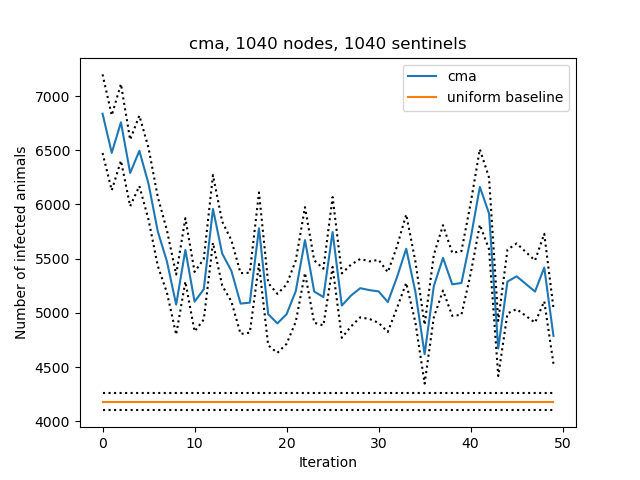 cma, 1040 nodes, 1040 sentinels
cma
uniform baseline
Number of infected animals
7000
6500
6000
5500
5000
4500
4000
0 10 20 30 40 50
Iteration